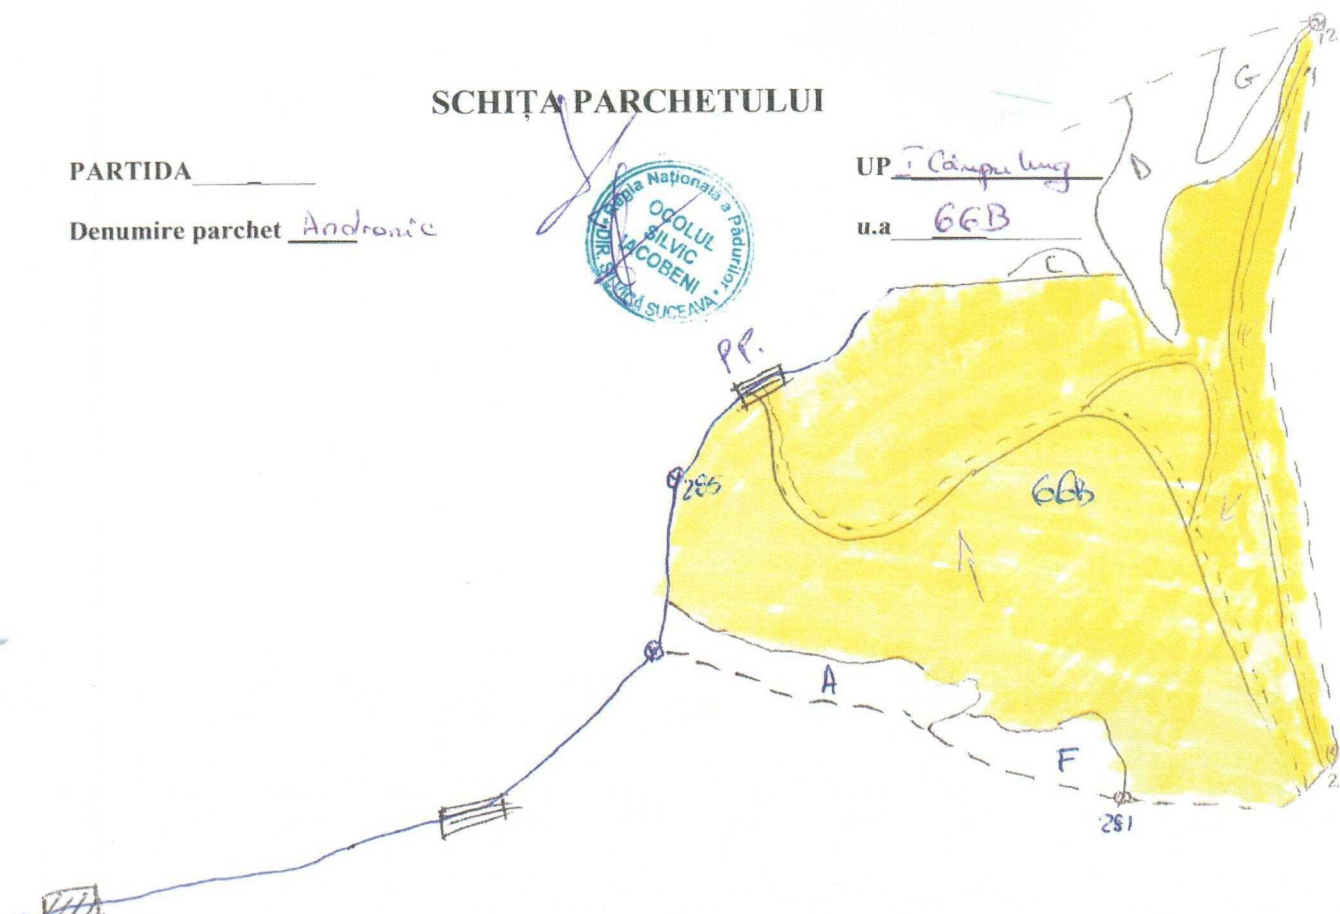 SCHIȚA PARCHETULUI
PARTIDA -
UP I Câmpulung
Denumire parchet Andronic
u.a 66B
Regia Națională a Pădurilor • DIR. SILVICĂ SUCEAVA •
OCOLUL
SILVIC
IACOBENI
G
D
C
PP.
285
66B
A
F
281